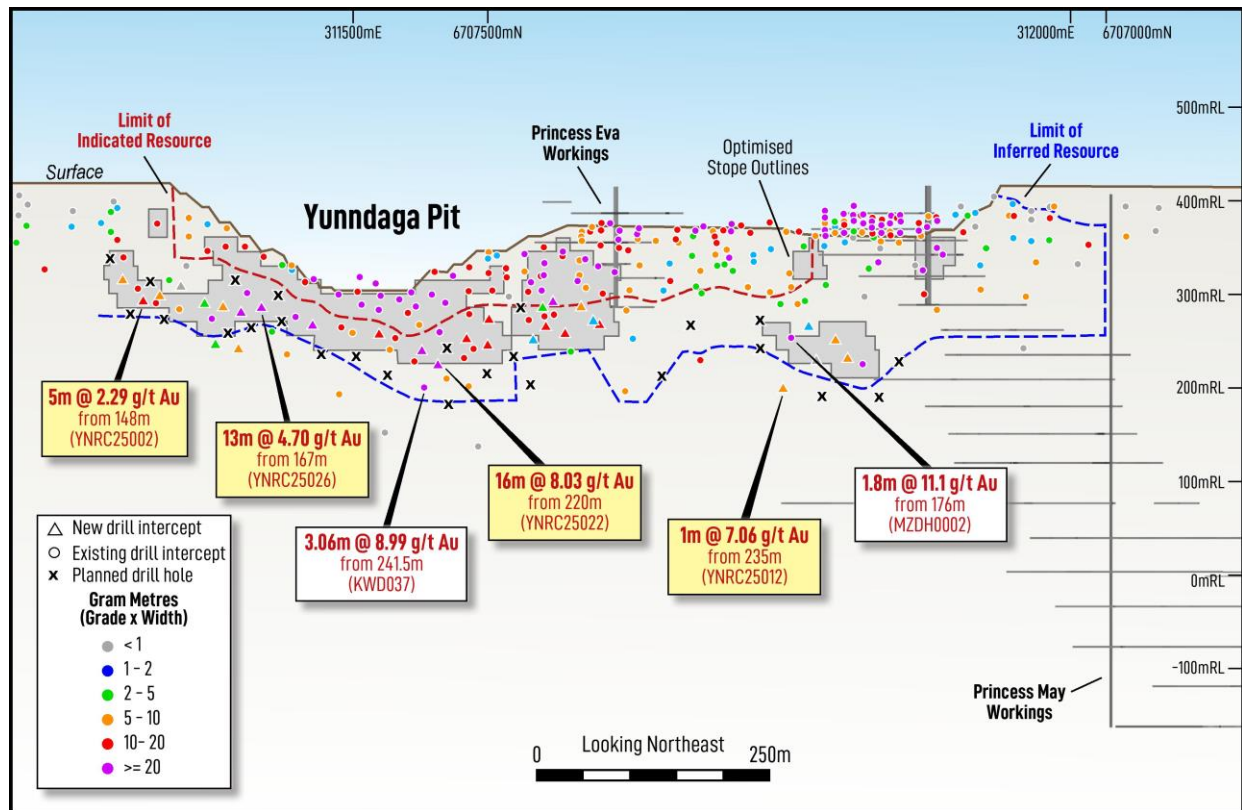 311500mE
6707500mN
312000mE
6707000mN
500mRL
Limit of
Indicated Resource
Princess Eva
Workings
Optimised
Stope Outlines
Limit of
Inferred Resource
Surface
Yunndaga Pit
400mRL
300mRL
200mRL
100mRL
0mRL
-100mRL
5m @ 2.29 g/t Au
from 148m
(YNRC25002)
13m @ 4.70 g/t Au
from 167m
(YNRC25026)
3.06m @ 8.99 g/t Au
from 241.5m
(KWD037)
16m @ 8.03 g/t Au
from 220m
(YNRC25022)
1m @ 7.06 g/t Au
from 235m
(YNRC25012)
1.8m @ 11.1 g/t Au
from 176m
(MZDH0002)
New drill intercept
Existing drill intercept
x Planned drill hole
Gram Metres
(Grade x Width)
< 1
1 - 2
2 - 5
5 - 10
10- 20
>= 20
Princess May
Workings
Looking Northeast
0
250m